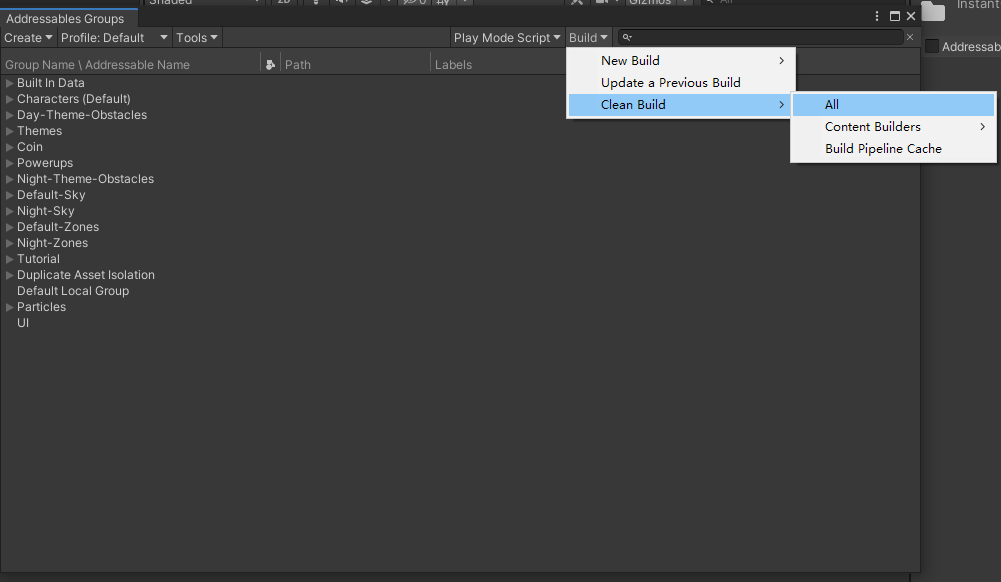 Shaded
2D
0
Gizmos
All
Instant
Addressables Groups
Create
Profile: Default
Tools
Play Mode Script
Build
Addressab
Group Name \ Addressable Name
Path
Labels
New Build
Update a Previous Build
Clean Build
All
Content Builders
Build Pipeline Cache
Built In Data
Characters (Default)
Day-Theme-Obstacles
Themes
Coin
Powerups
Night-Theme-Obstacles
Default-Sky
Night-Sky
Default-Zones
Night-Zones
Tutorial
Duplicate Asset Isolation
Default Local Group
Particles
UI